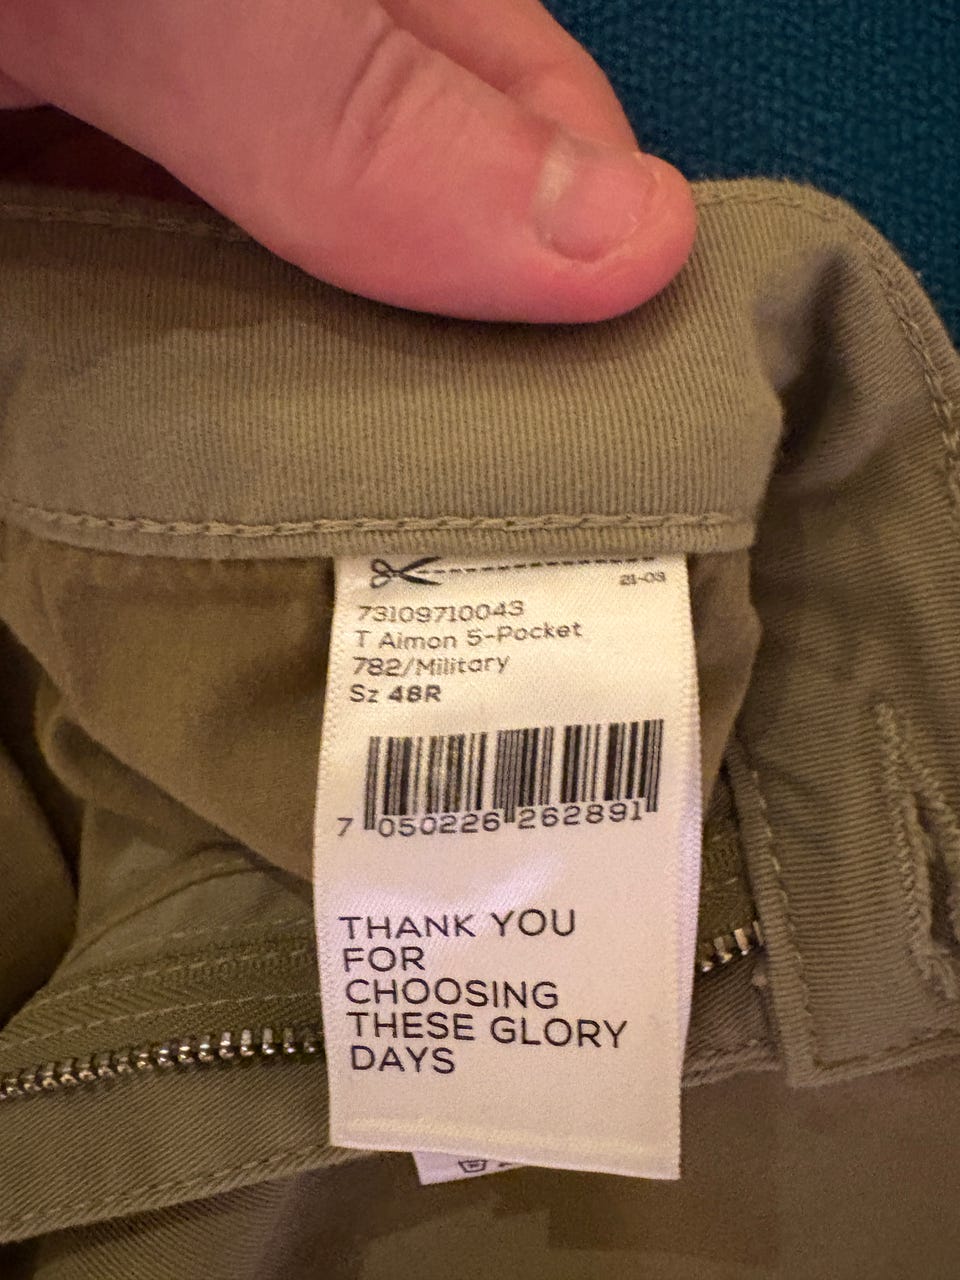 21-03
73109710043
T Aimon 5-Pocket
782/Military
Sz 48R
7 050226 262891
THANK YOU
FOR
CHOOSING
THESE GLORY
DAYS